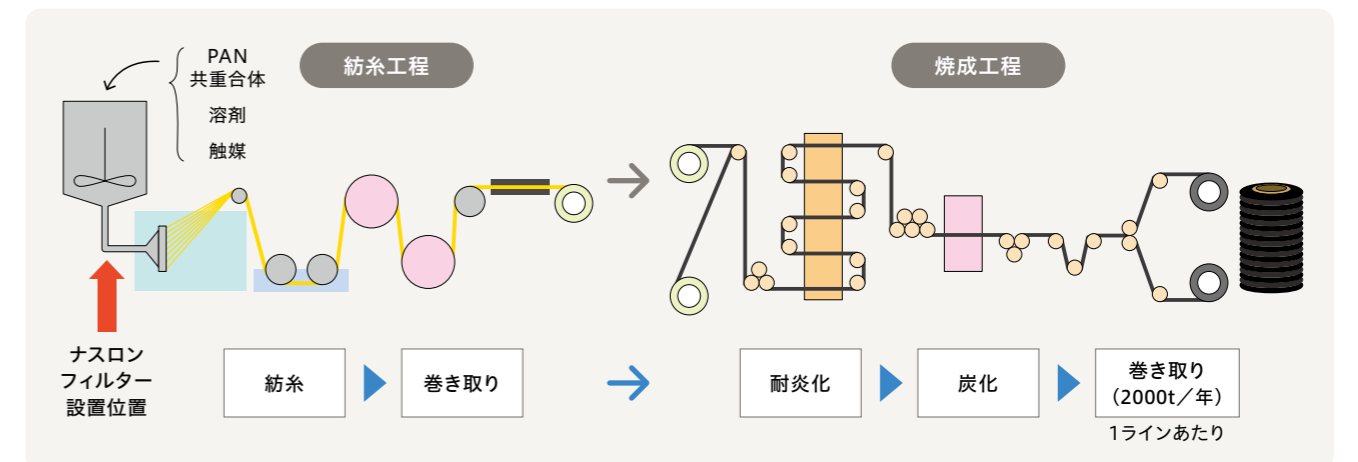 PAN
共重合体
溶剤
触媒
紡糸工程
焼成工程
ナスロン
フィルター
設置位置
紡糸
巻き取り
耐炎化
炭化
巻き取り
（2000t／年）
1ラインあたり